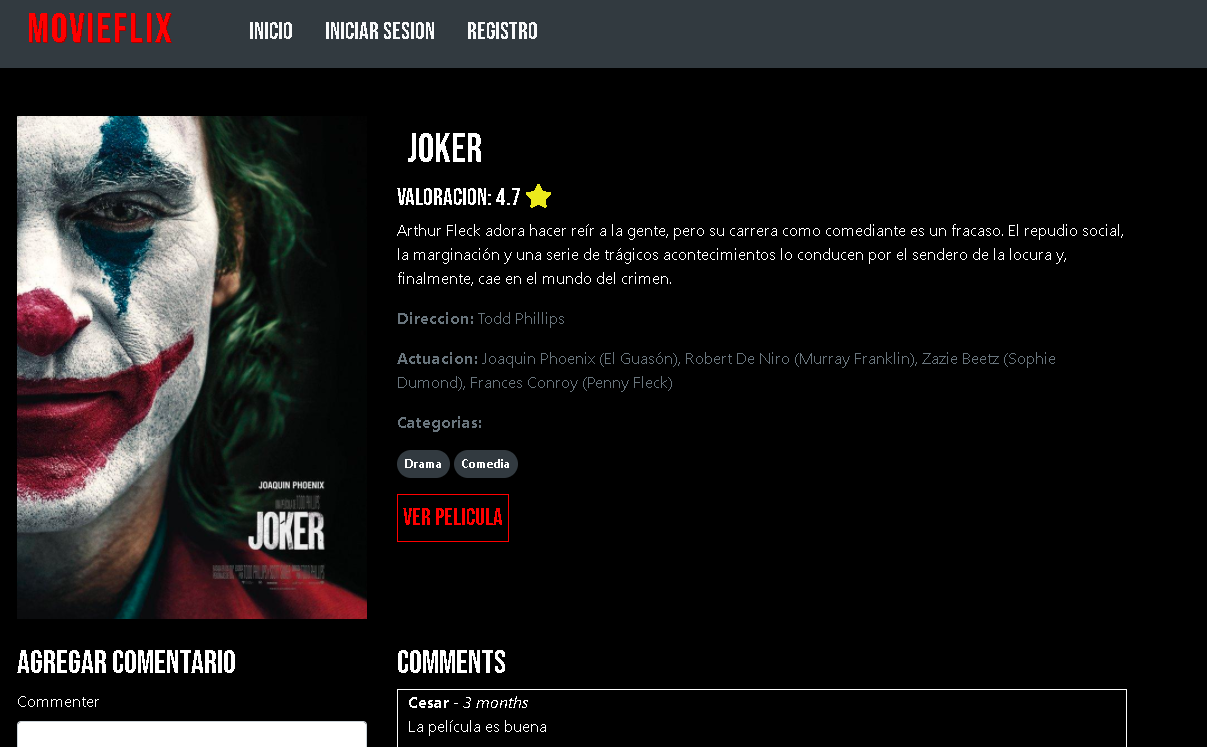 MOVIEFLIX
INICIO
INICIAR SESION
REGISTRO
JOKER
VALORACION: 4.7
Arthur Fleck adora hacer reír a la gente, pero su carrera como comediante es un fracaso. El repudio social,
la marginación y una serie de trágicos acontecimientos lo conducen por el sendero de la locura y,
finalmente, cae en el mundo del crimen.
Direccion: Todd Phillips
Actuacion: Joaquin Phoenix (El Guasón), Robert De Niro (Murray Franklin), Zazie Beetz (Sophie
Dumond), Frances Conroy (Penny Fleck)
Categorias:
Drama
Comedia
VER PELICULA
JOAQUIN PHOENIX
JOKER
AGREGAR COMENTARIO
Commenter
COMMENTS
Cesar - 3 months
La película es buena